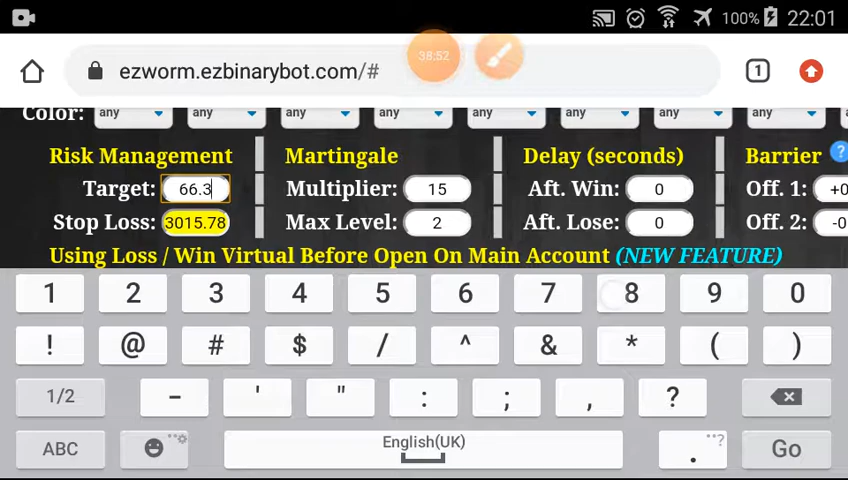 100% 22:01
ezworm.ezbinarybot.com/# 38:52 1
Color: any any any any any any any any
Risk Management Martingale Delay (seconds) Barrier ?
Target: 66.3 Multiplier: 15 Aft. Win: 0 Off. 1: +0
Stop Loss: 3015.78 Max Level: 2 Aft. Lose: 0 Off. 2: -0
Using Loss / Win Virtual Before Open On Main Account (NEW FEATURE)
1 2 3 4 5 6 7 8 9 0
! @ # $ / ^ & * ( )
1/2 - ' " : ; , ?
ABC English(UK) . ? Go